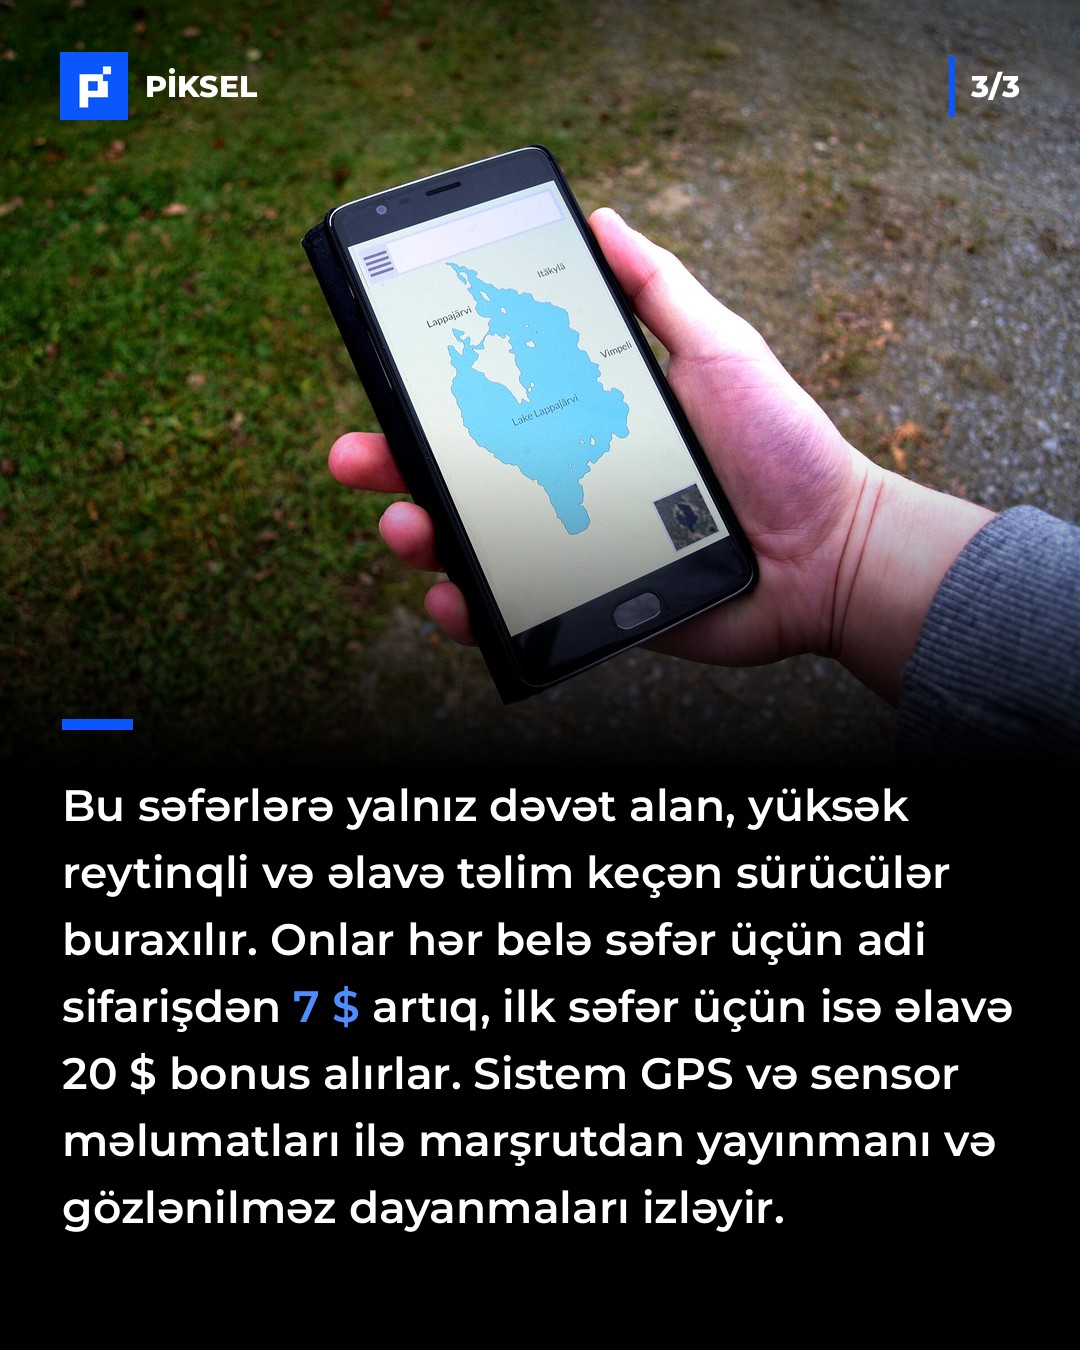 PİKSEL
3/3
Itäkylä
Lappajärvi
Vimpeli
Lake Lappajärvi
Bu səfərlərə yalnız dəvət alan, yüksək
reytinqli və əlavə təlim keçən sürücülər
buraxılır. Onlar hər belə səfər üçün adi
sifarişdən 7 $ artıq, ilk səfər üçün isə əlavə
20 $ bonus alırlar. Sistem GPS və sensor
məlumatları ilə marşrutdan yayınmanı və
gözlənilməz dayanmaları izləyir.